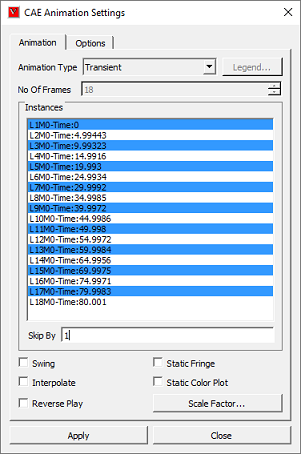 CAE Animation Settings
Animation Options
Animation Type Transient Legend...
No Of Frames 18
Instances
L1M0-Time:0
L2M0-Time:4.99443
L3M0-Time:9.99323
L4M0-Time:14.9916
L5M0-Time:19.993
L6M0-Time:24.9934
L7M0-Time:29.9992
L8M0-Time:34.9985
L9M0-Time:39.9972
L10M0-Time:44.9986
L11M0-Time:49.998
L12M0-Time:54.9972
L13M0-Time:59.9984
L14M0-Time:64.9956
L15M0-Time:69.9975
L16M0-Time:74.9971
L17M0-Time:79.9983
L18M0-Time:80.001
Skip By 1
Swing Static Fringe
Interpolate Static Color Plot
Reverse Play Scale Factor...
Apply Close